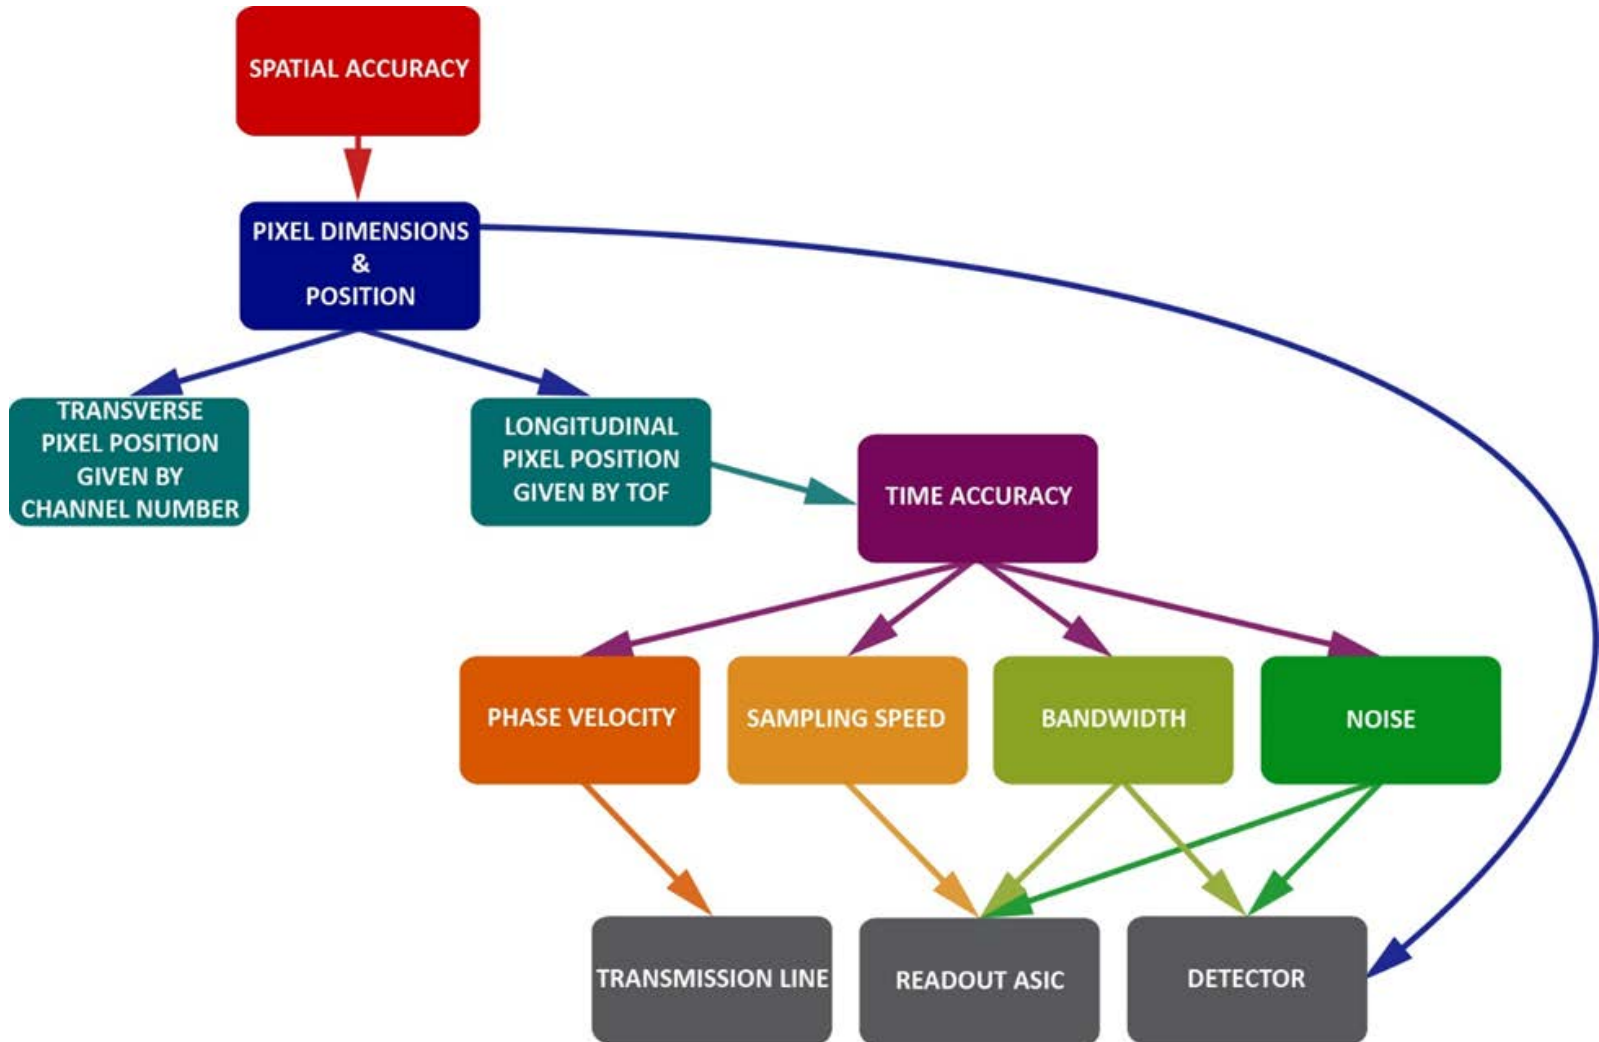 SPATIAL ACCURACY
PIXEL DIMENSIONS
&
POSITION
TRANSVERSE
PIXEL POSITION
GIVEN BY
CHANNEL NUMBER
LONGITUDINAL
PIXEL POSITION
GIVEN BY TOF
TIME ACCURACY
PHASE VELOCITY
SAMPLING SPEED
BANDWIDTH
NOISE
TRANSMISSION LINE
READOUT ASIC
DETECTOR